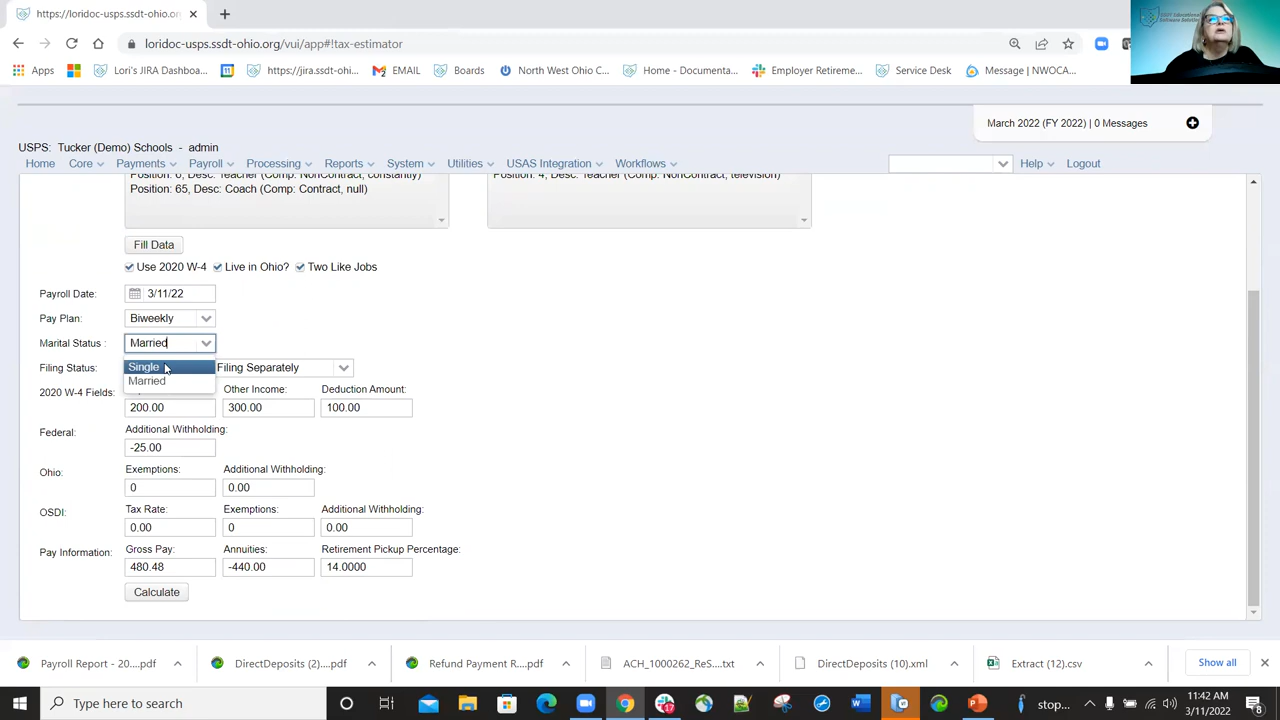 https://loridoc-usps.ssdt-ohio.org
loridoc-usps.ssdt-ohio.org/vui/app#!tax-estimator
Apps Lori's JIRA Dashboa... https://jira.ssdt-ohi... EMAIL Boards North West Ohio C... Home - Documenta... Employer Retireme... Service Desk Message | NWOCA...
March 2022 (FY 2022) | 0 Messages
USPS: Tucker (Demo) Schools - admin
Home Core Payments Payroll Processing Reports System Utilities USAS Integration Workflows Help Logout
Position: 6, Desc: Teacher (Comp: NonContract, constantly) Position: 4, Desc: Teacher (Comp: NonContract, television)
Position: 65, Desc: Coach (Comp: Contract, null)
Fill Data
Use 2020 W-4 Live in Ohio? Two Like Jobs
Payroll Date: 3/11/22
Pay Plan: Biweekly
Marital Status : Married
Filing Status: Single Filing Separately
Married
2020 W-4 Fields: Other Income: Deduction Amount:
200.00 300.00 100.00
Federal: Additional Withholding:
-25.00
Ohio: Exemptions: Additional Withholding:
0 0.00
OSDI: Tax Rate: Exemptions: Additional Withholding:
0.00 0 0.00
Pay Information: Gross Pay: Annuities: Retirement Pickup Percentage:
480.48 -440.00 14.0000
Calculate
Payroll Report - 20....pdf DirectDeposits (2)....pdf Refund Payment R....pdf ACH_1000262_ReS....txt DirectDeposits (10).xml Extract (12).csv Show all
Type here to search stop... 11:42 AM
3/11/2022